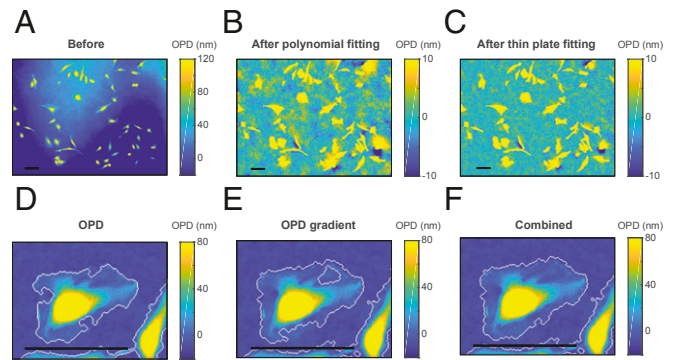 A
Before
OPD (nm)
120
80
40
0
B
After polynomial fitting
OPD (nm)
10
0
-10
C
After thin plate fitting
OPD (nm)
10
0
-10
D
OPD
OPD (nm)
80
40
0
E
OPD gradient
OPD (nm)
80
40
0
F
Combined
OPD (nm)
80
40
0